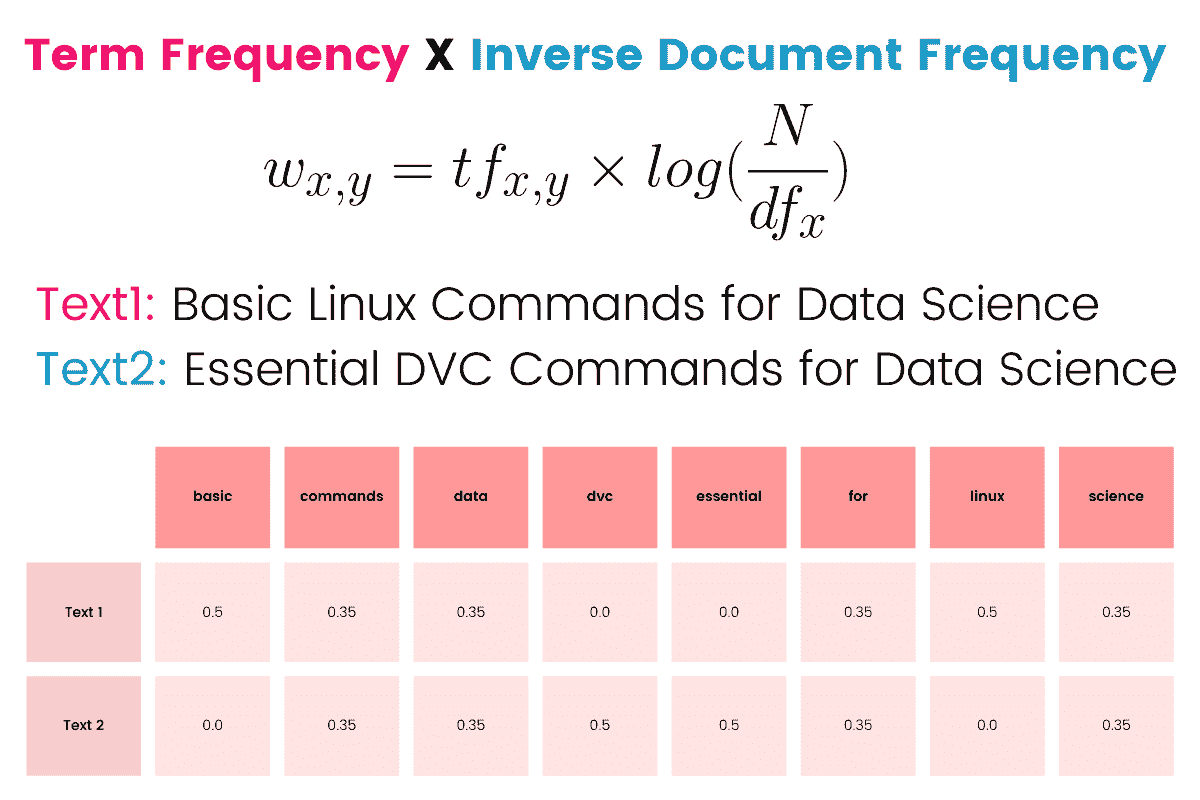 Term Frequency X Inverse Document Frequency
w_{x,y} = tf_{x,y} × log(N/df_x)
Text1: Basic Linux Commands for Data Science
Text2: Essential DVC Commands for Data Science
basic commands data dvc essential for linux science
Text 1 0.5 0.35 0.35 0.0 0.0 0.35 0.5 0.35
Text 2 0.0 0.35 0.35 0.5 0.5 0.35 0.0 0.35